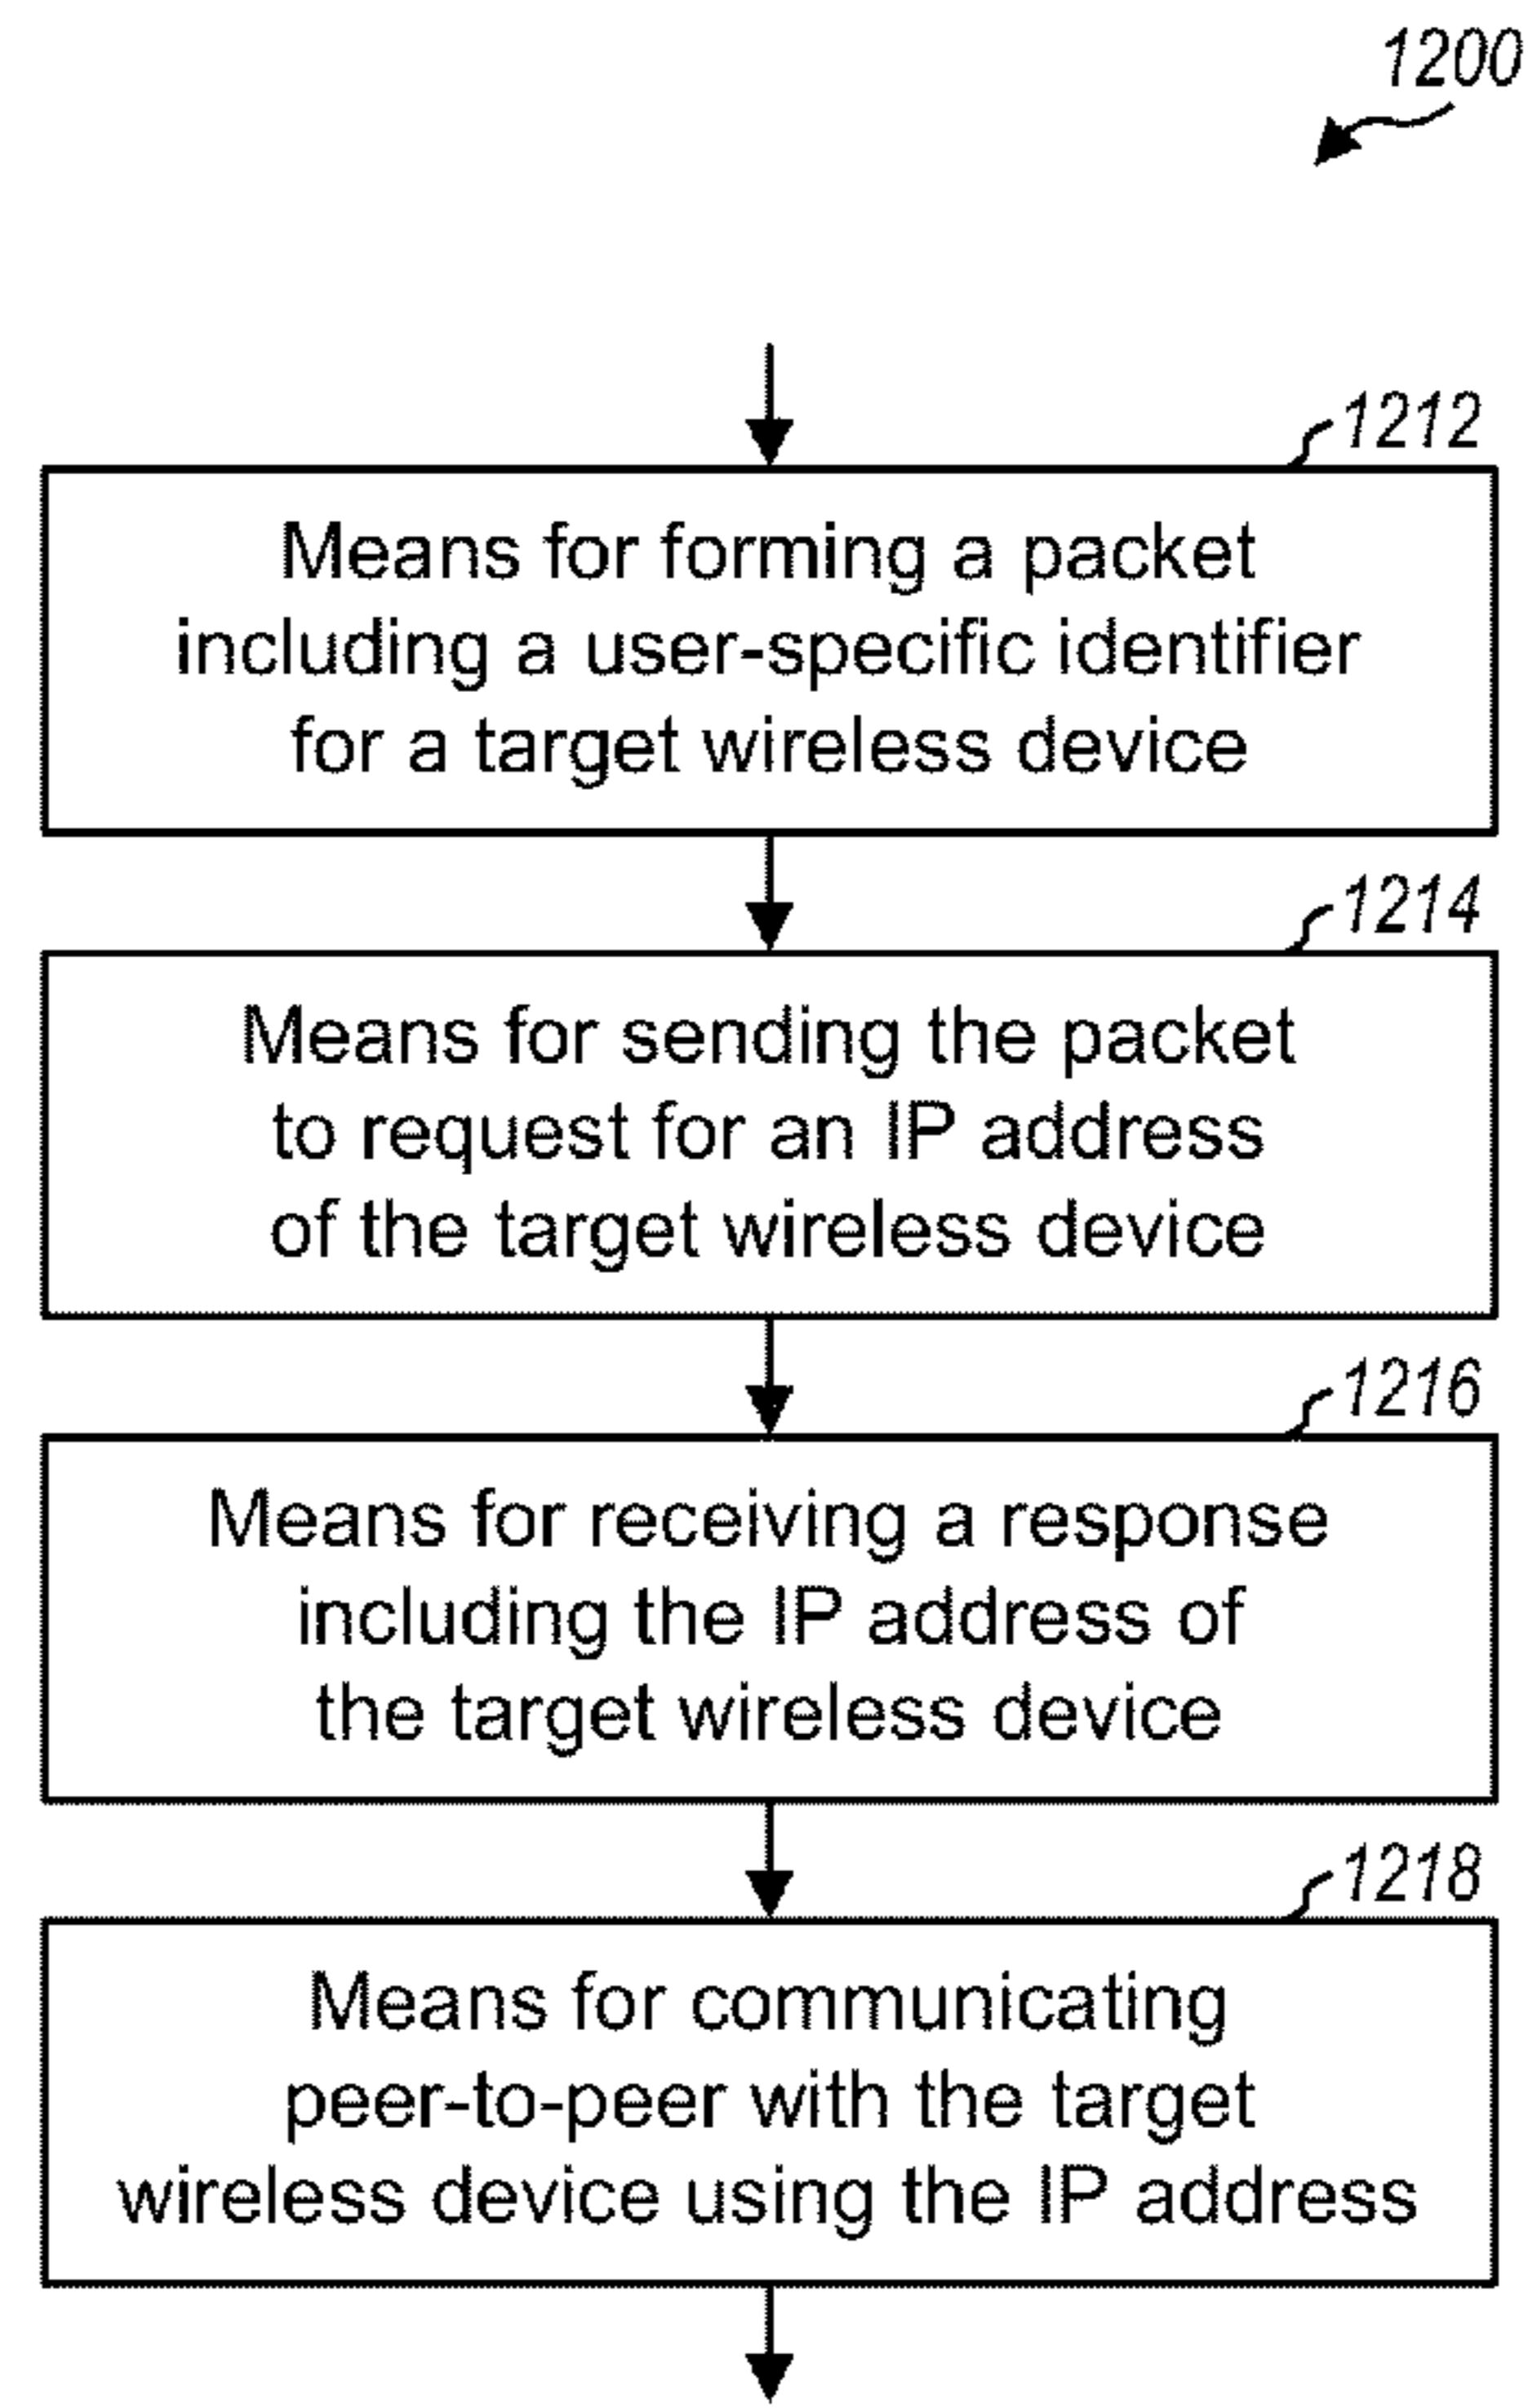 1200
1212
Means for forming a packet
including a user-specific identifier
for a target wireless device
1214
Means for sending the packet
to request for an IP address
of the target wireless device
1216
Means for receiving a response
including the IP address of
the target wireless device
1218
Means for communicating
peer-to-peer with the target
wireless device using the IP address